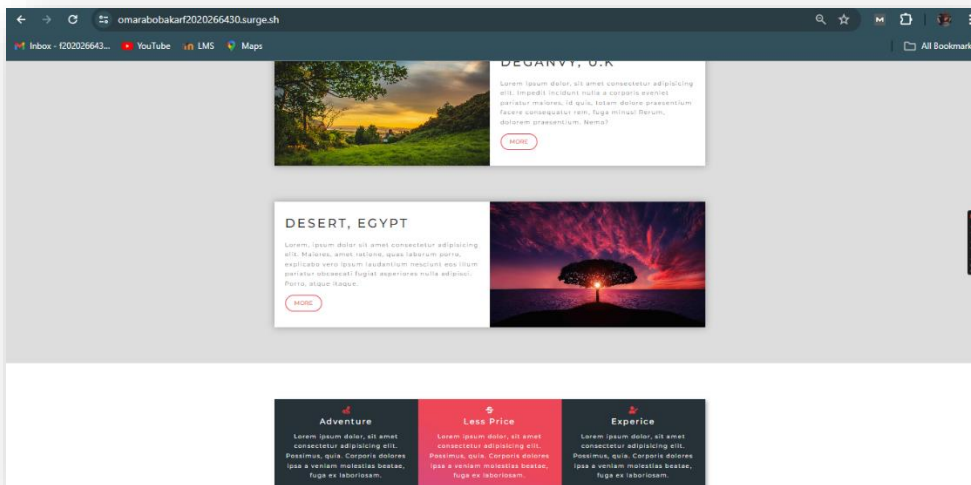 omarabobakarf2020266430.surge.sh
M
Inbox - f202026643...
YouTube
LMS
Maps
All Bookmark
DEGANVY, U.K
Lorem ipsum dolor, sit amet consectetur adipisicing
elit. Impedit incidunt nulla a corporis eveniet
pariatur maiores, id quis, totam dolore praesentium
facere consequatur rem, fuga minus! Rerum,
dolorem praesentium. Nemo?
MORE
DESERT, EGYPT
Lorem, ipsum dolor sit amet consectetur adipisicing
elit. Maiores, amet ratione, quas laborum porro,
explicabo vero ipsum laudantium nesciunt eos illum
pariatur obcaecati fugiat asperiores nulla adipisci.
Porro, atque itaque.
MORE
Adventure
Lorem ipsum dolor, sit amet
consectetur adipisicing elit.
Possimus, quia. Corporis dolores
ipsa a veniam molestias beatae,
fuga ex laboriosam.
Less Price
Lorem ipsum dolor, sit amet
consectetur adipisicing elit.
Possimus, quia. Corporis dolores
ipsa a veniam molestias beatae,
fuga ex laboriosam.
Experice
Lorem ipsum dolor, sit amet
consectetur adipisicing elit.
Possimus, quia. Corporis dolores
ipsa a veniam molestias beatae,
fuga ex laboriosam.